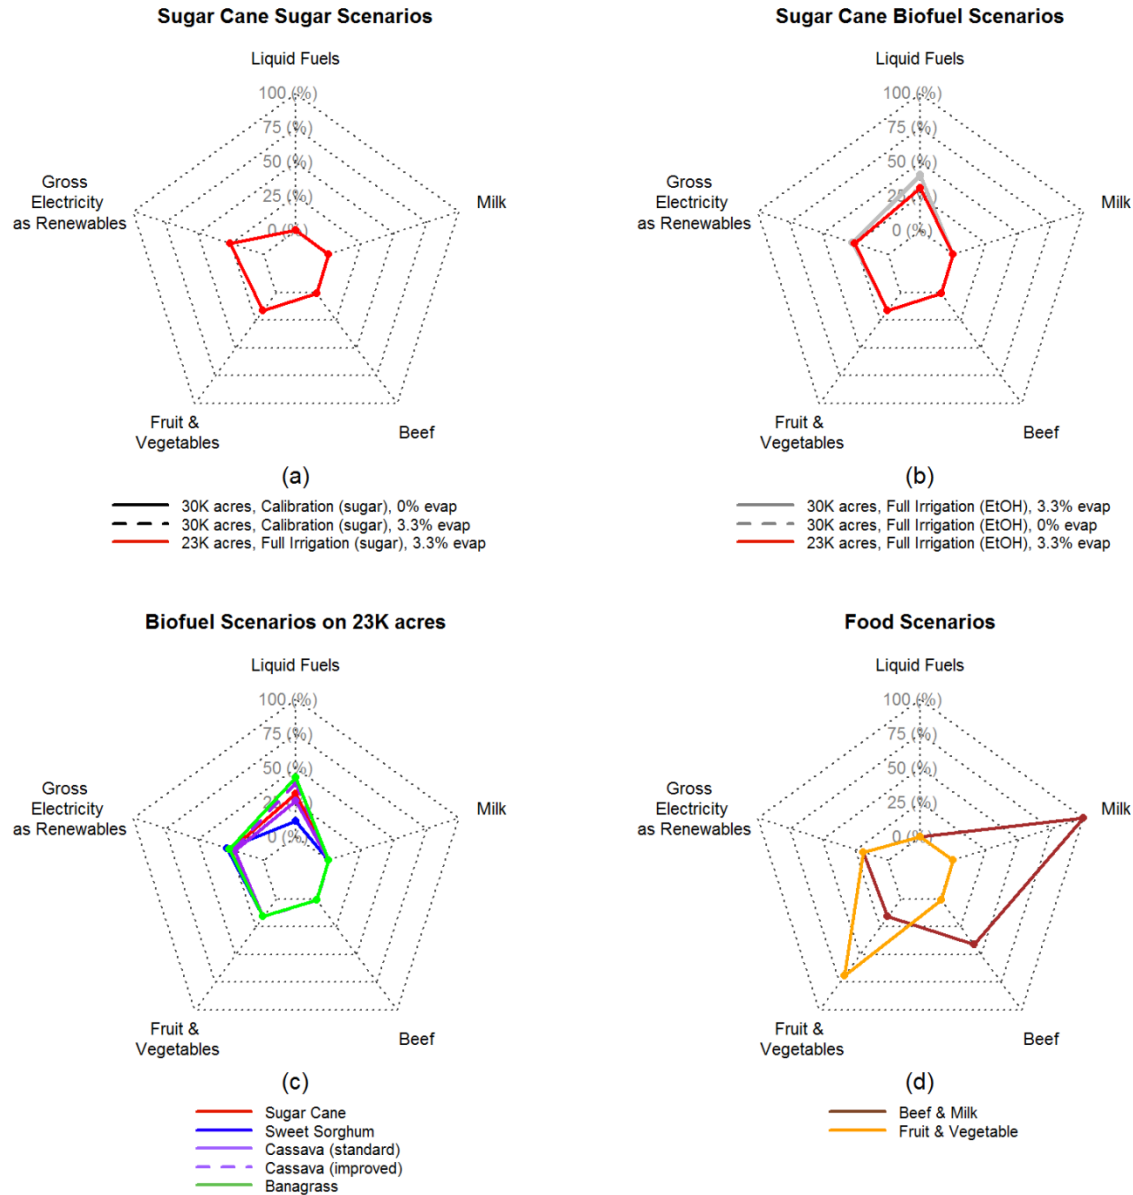 Sugar Cane Sugar Scenarios
Liquid Fuels
100 (%)
75 (%)
50 (%)
25 (%)
0 (%)
Gross
Electricity
as Renewables
Milk
Fruit &
Vegetables
Beef
(a)
30K acres, Calibration (sugar), 0% evap
30K acres, Calibration (sugar), 3.3% evap
23K acres, Full Irrigation (sugar), 3.3% evap
Sugar Cane Biofuel Scenarios
Liquid Fuels
100 (%)
75 (%)
50 (%)
25 (%)
0 (%)
Gross
Electricity
as Renewables
Milk
Fruit &
Vegetables
Beef
(b)
30K acres, Full Irrigation (EtOH), 3.3% evap
30K acres, Full Irrigation (EtOH), 0% evap
23K acres, Full Irrigation (EtOH), 3.3% evap
Biofuel Scenarios on 23K acres
Liquid Fuels
100 (%)
75 (%)
50 (%)
25 (%)
0 (%)
Gross
Electricity
as Renewables
Milk
Fruit &
Vegetables
Beef
(c)
Sugar Cane
Sweet Sorghum
Cassava (standard)
Cassava (improved)
Banagrass
Food Scenarios
Liquid Fuels
100 (%)
75 (%)
50 (%)
25 (%)
0 (%)
Gross
Electricity
as Renewables
Milk
Fruit &
Vegetables
Beef
(d)
Beef & Milk
Fruit & Vegetable